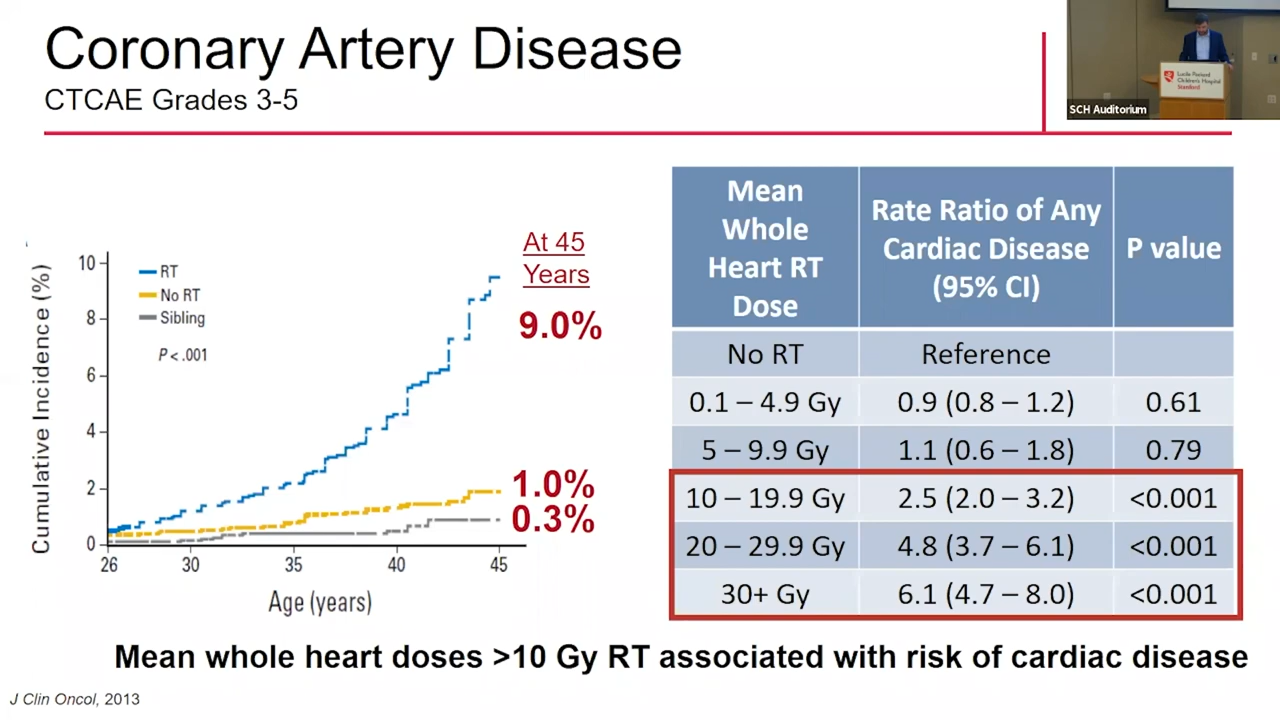 Coronary Artery Disease
CTCAE Grades 3-5
Lucile Packard
Children's Hospital
Stanford
SCH Auditorium
Cumulative Incidence (%)
10
8
6
4
2
0
RT
No RT
Sibling
P < .001
26
30
35
40
45
Age (years)
At 45
Years
9.0%
1.0%
0.3%
Mean
Whole
Heart RT
Dose
Rate Ratio of Any
Cardiac Disease
(95% CI)
P value
No RT Reference
0.1 – 4.9 Gy 0.9 (0.8 – 1.2) 0.61
5 – 9.9 Gy 1.1 (0.6 – 1.8) 0.79
10 – 19.9 Gy 2.5 (2.0 – 3.2) <0.001
20 – 29.9 Gy 4.8 (3.7 – 6.1) <0.001
30+ Gy 6.1 (4.7 – 8.0) <0.001
Mean whole heart doses >10 Gy RT associated with risk of cardiac disease
J Clin Oncol, 2013